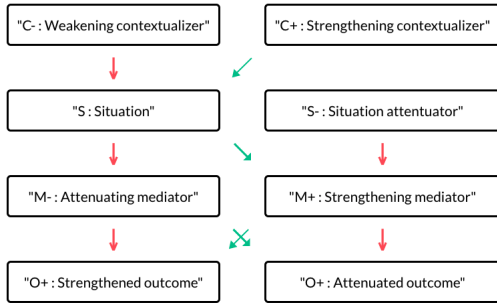 "C- : Weakening contextualizer"
"C+ : Strengthening contextualizer"
"S : Situation"
"S- : Situation attentuator"
"M- : Attenuating mediator"
"M+ : Strengthening mediator"
"O+ : Strengthened outcome"
"O+ : Attenuated outcome"